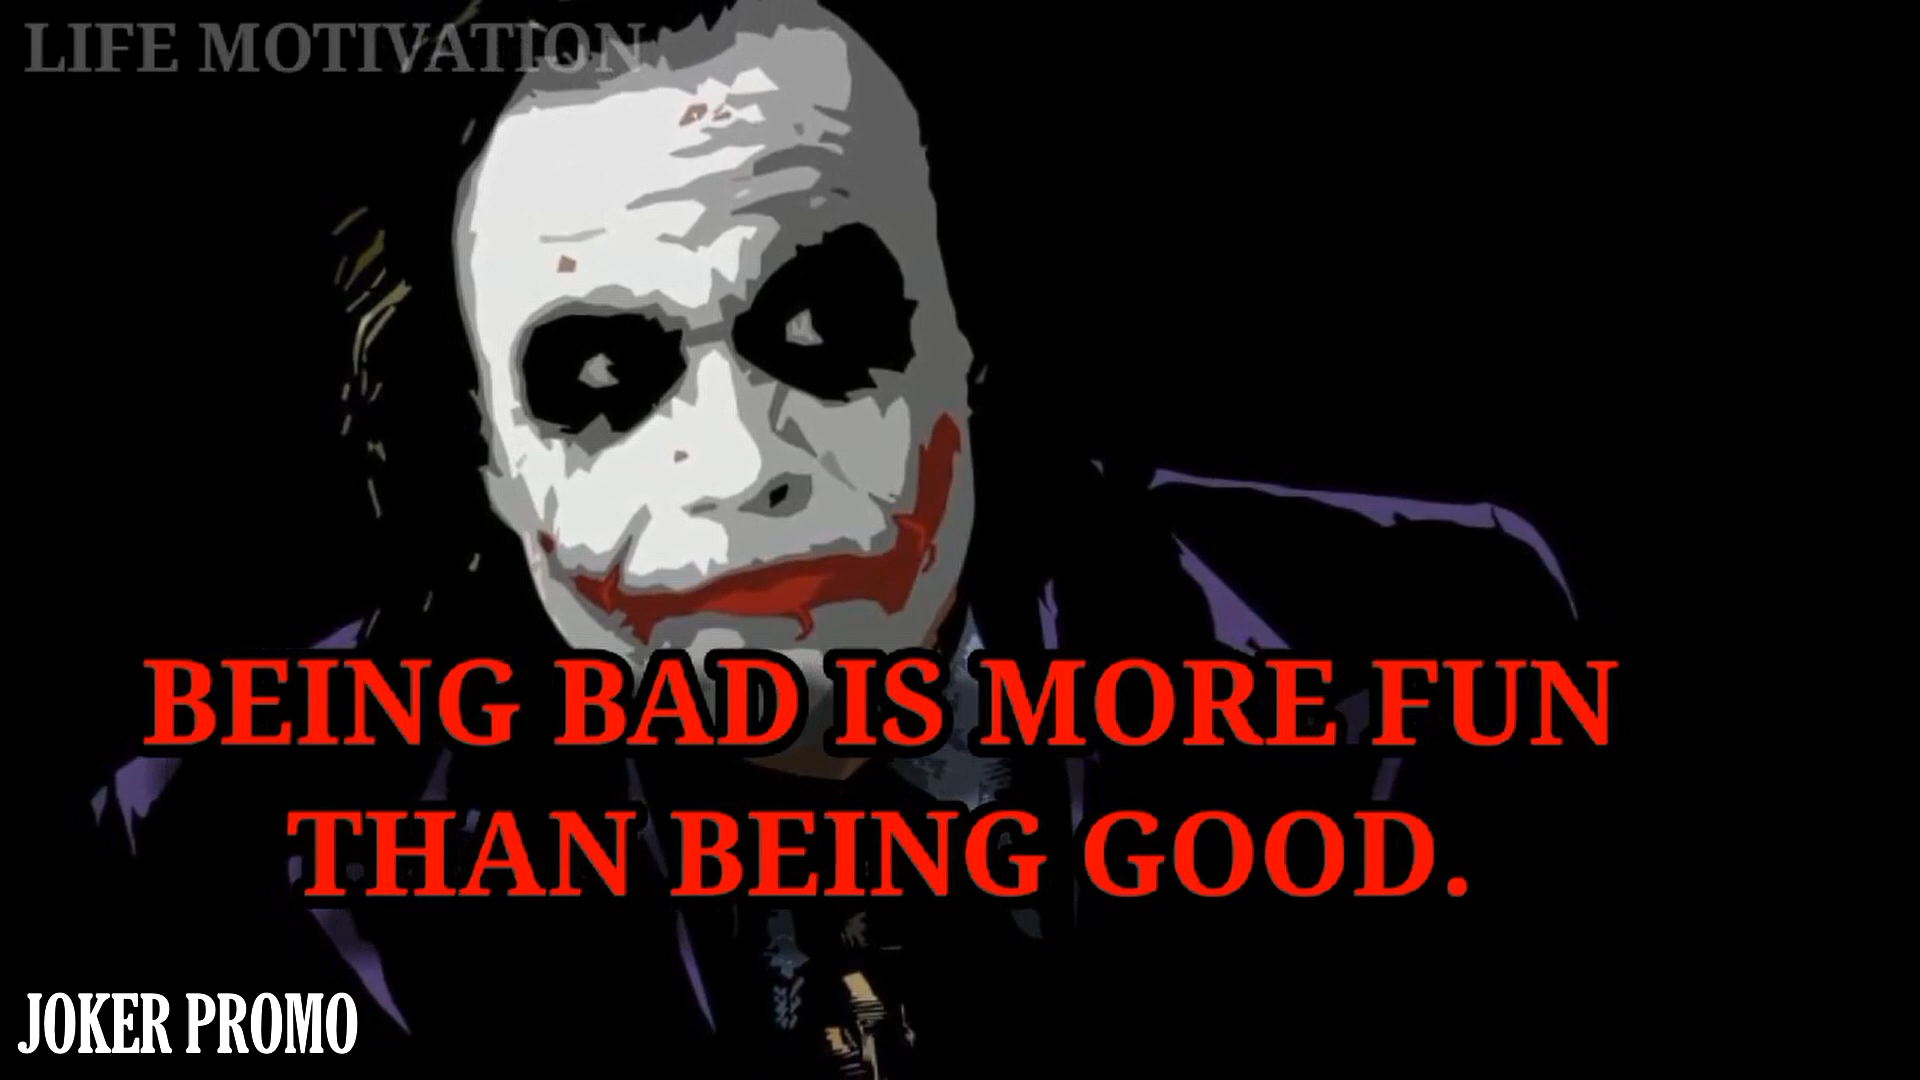 LIFE MOTIVATION
BEING BAD IS MORE FUN
THAN BEING GOOD.
JOKER PROMO